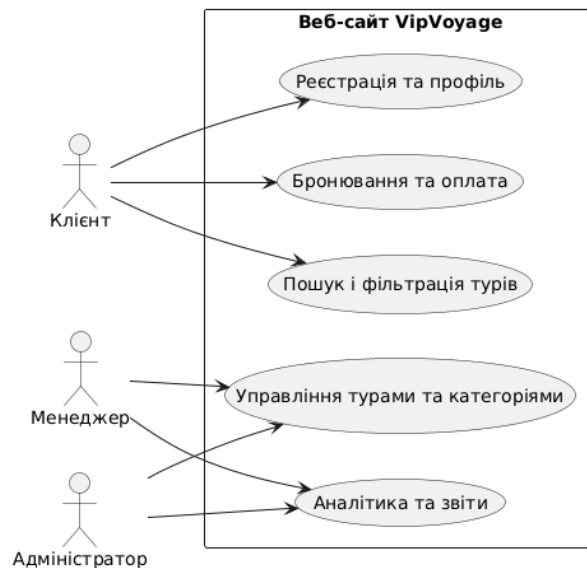 Веб-сайт VipVoyage
Реєстрація та профіль
Бронювання та оплата
Клієнт
Пошук і фільтрація турів
Управління турами та категоріями
Менеджер
Аналітика та звіти
Адміністратор